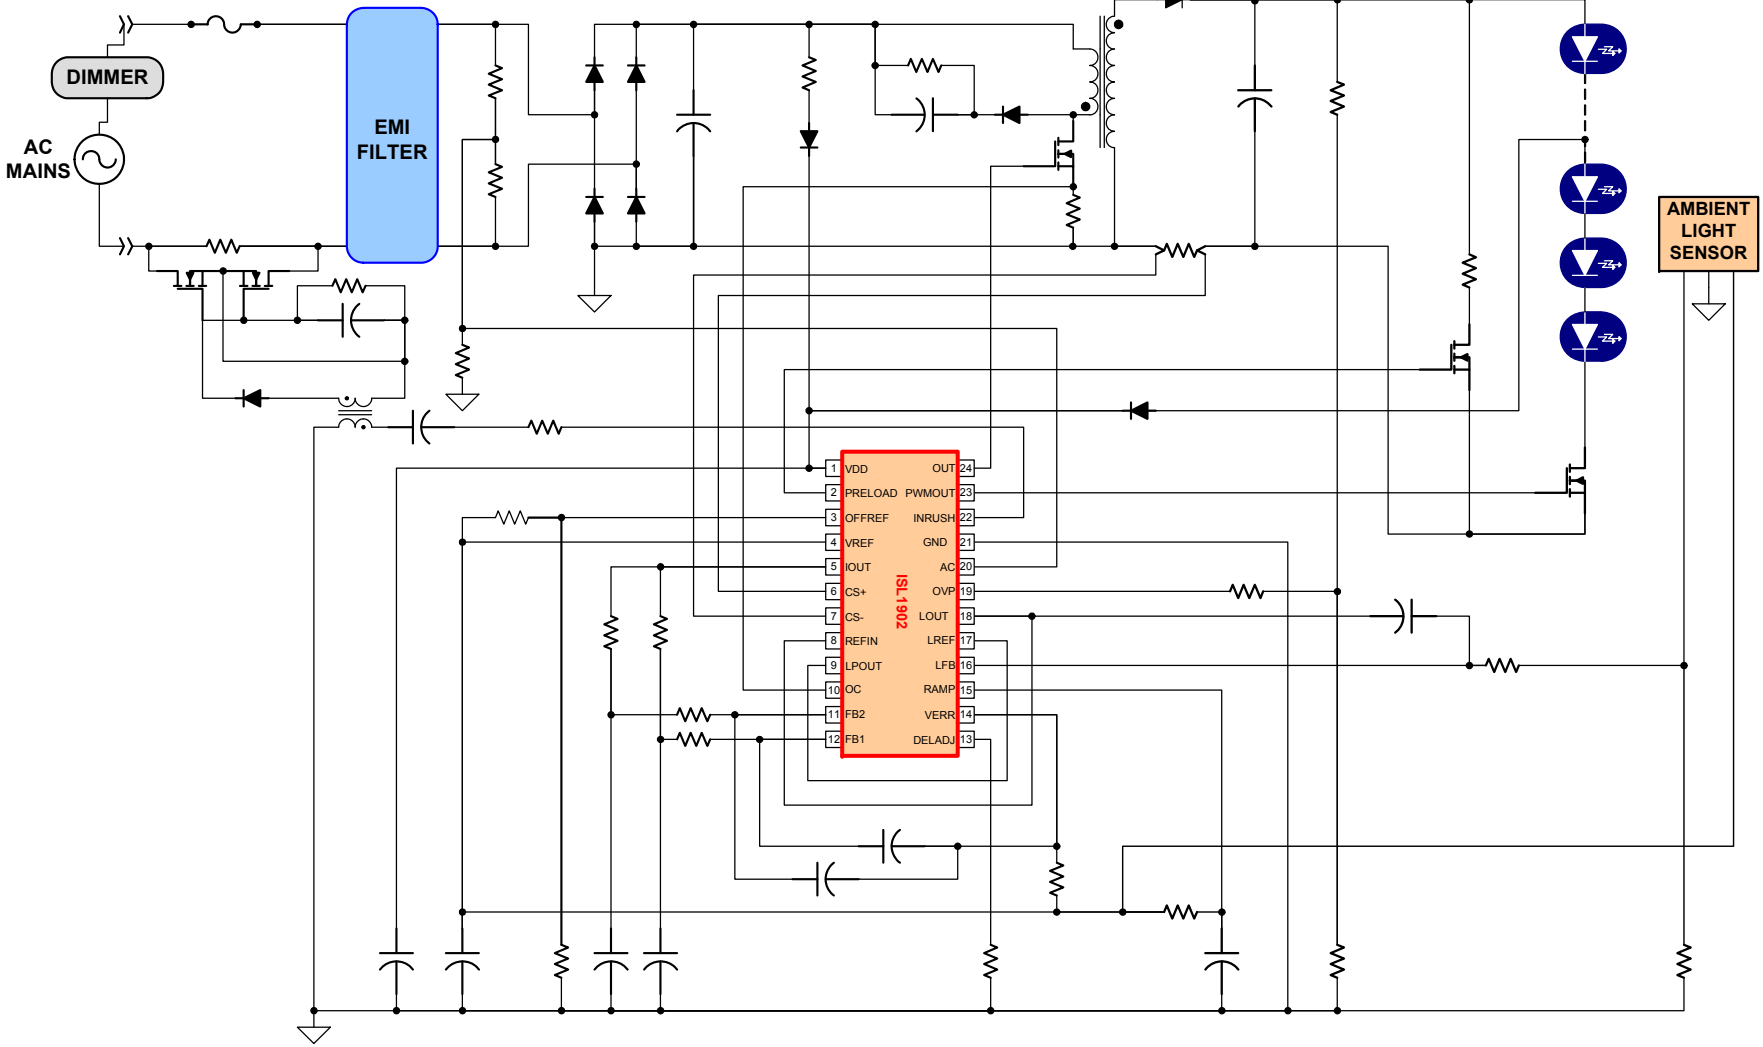 DIMMER
AC
MAINS
EMI
FILTER
AMBIENT
LIGHT
SENSOR
1 VDD
2 PRELOAD
3 OFFREF
4 VREF
5 IOUT
6 CS+
7 CS-
8 REFIN
9 LPOUT
10 OC
11 FB2
12 FB1
ISL1902
OUT 24
PWMOUT 23
INRUSH 22
GND 21
AC 20
OVP 19
LOUT 18
LREF 17
LFB 16
RAMP 15
VERR 14
DELADJ 13